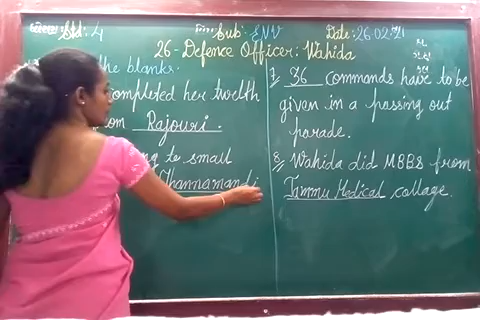 Std: 4 Sub: ENV Date: 26.02.21
26-Defence Officer: Wahida
the blanks.
completed her twelth
Rajouri.
to small
Thannamandi
7. 36 commands have to be
given in a passing out
parade.
8. Wahida did MBBS from
Jammu Medical collage.